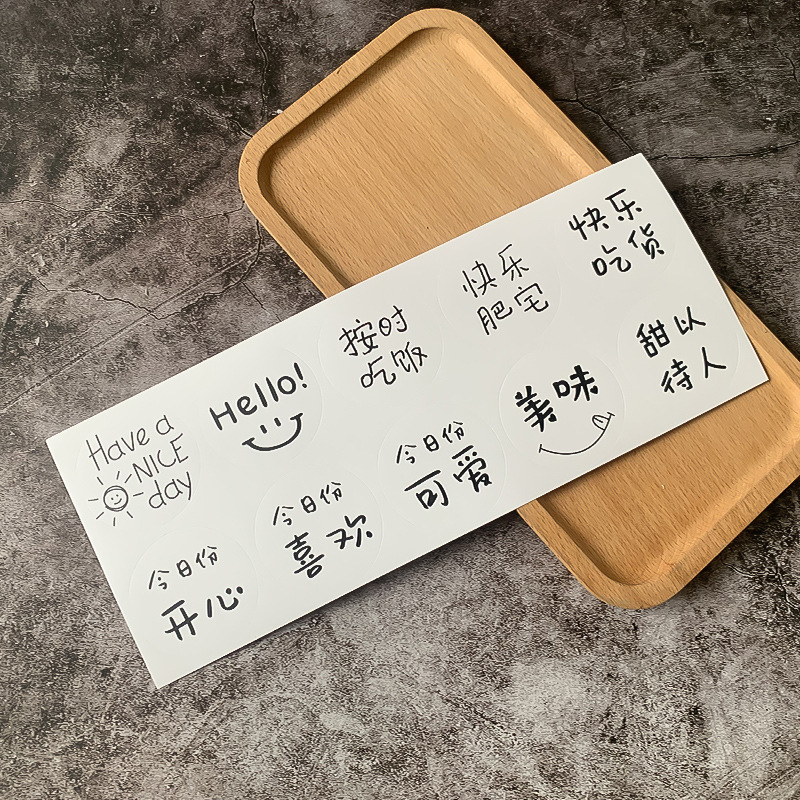 Have a
NICE
day
Hello!
按时
吃饭
快乐
肥宅
快乐
吃货
今日份
开心
今日份
喜欢
今日份
可爱
美味
甜以
待人